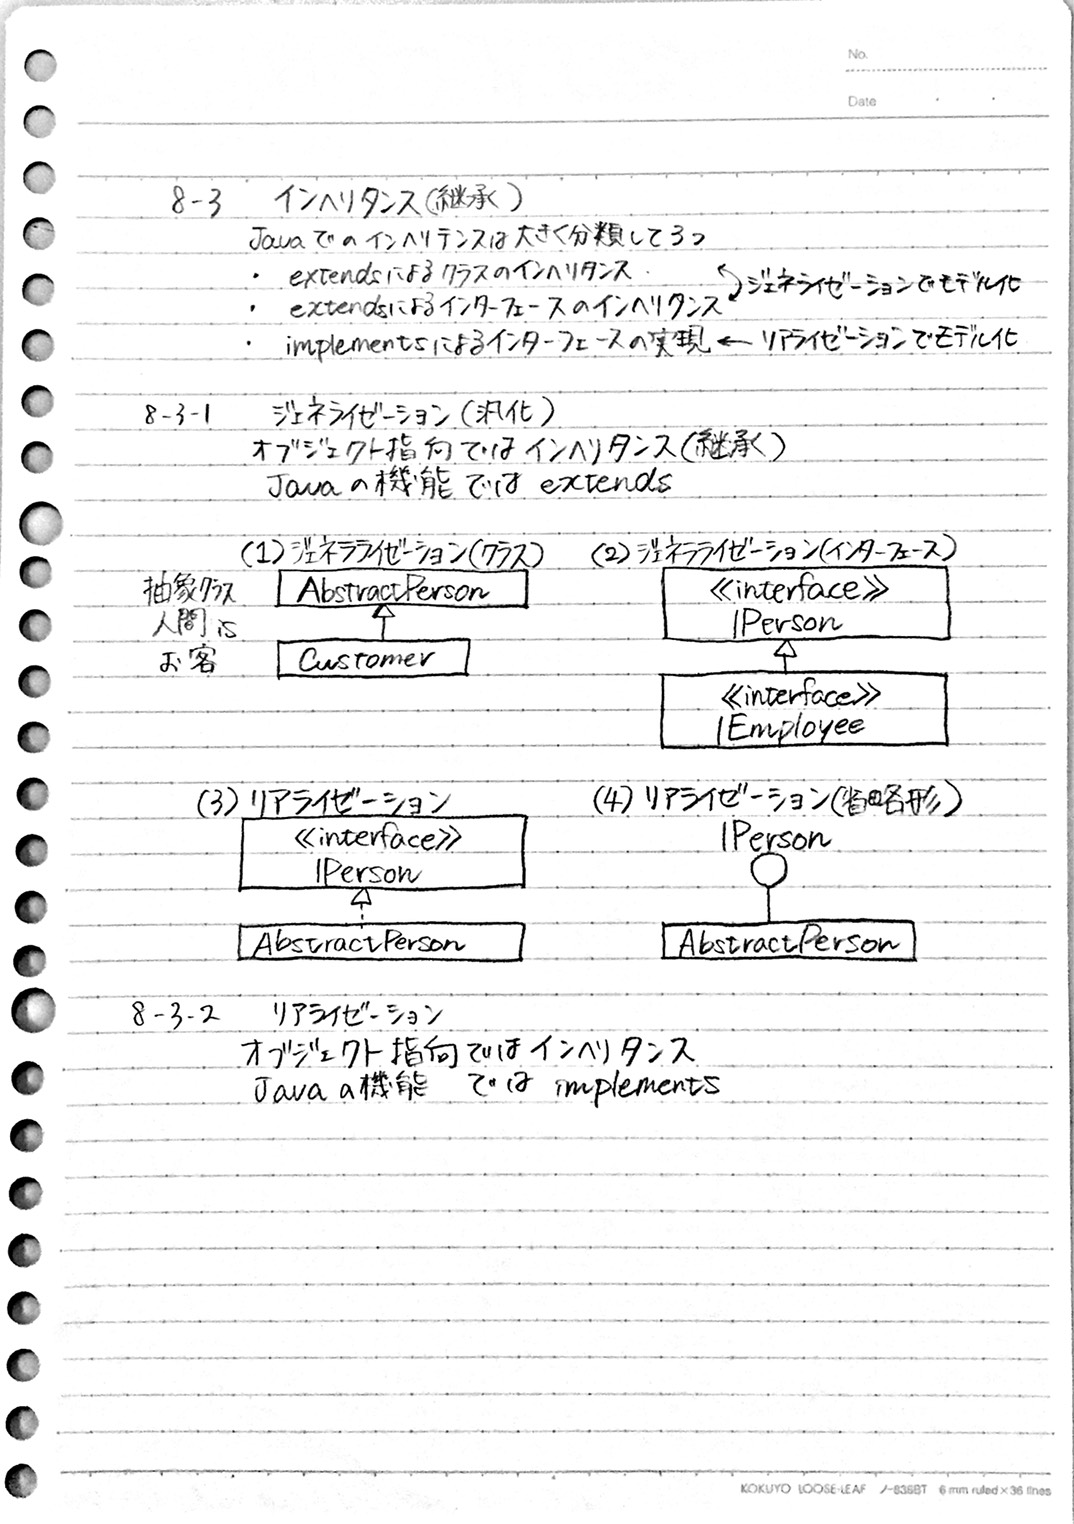 No.
Date
8-3 インヘリタンス(継承)
Javaでのインヘリテンスは大きく分類して3つ
・ extendsによるクラスのインヘリタンス
・ extendsによるインターフェースのインヘリタンス
ジェネライゼーションでモデル化
・ implementsによるインターフェースの実現 ← リアライゼーションでモデル化
8-3-1 ジェネライゼーション(汎化)
オブジェクト指向ではインヘリタンス(継承)
Javaの機能では extends
(1)ジェネラライゼーション(クラス)
抽象クラス
人間 is
お客
AbstractPerson
Customer
(2)ジェネラライゼーション(インターフェース)
≪interface≫
IPerson
≪interface≫
IEmployee
(3)リアライゼーション
≪interface≫
IPerson
AbstractPerson
(4)リアライゼーション(省略形)
IPerson
AbstractPerson
8-3-2 リアライゼーション
オブジェクト指向ではインヘリタンス
Javaの機能 では implements
KOKUYO LOOSE-LEAF ノ-836BT 6 mm ruled×36 lines